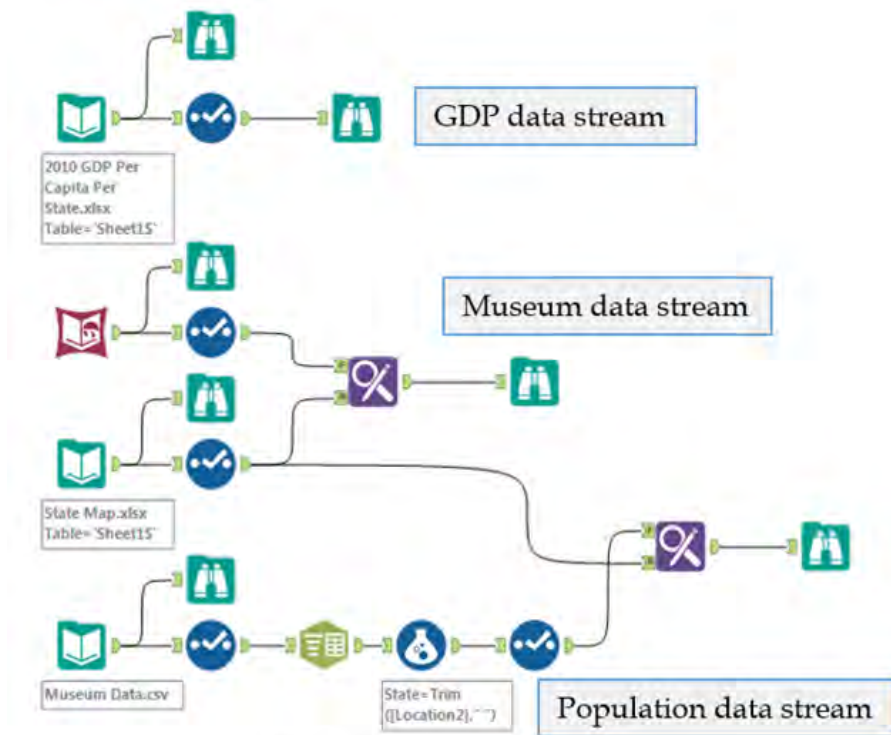 GDP data stream
2010 GDP Per
Capita Per
State.xlsx
Table=`Sheet1$`
Museum data stream
State Map.xlsx
Table=`Sheet1$`
Museum Data.csv
State=Trim
([Location2]," ")
Population data stream